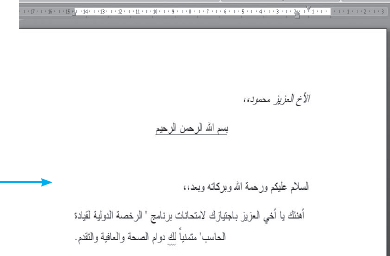 الأخ العزيز محمود،،
بسم الله الرحمن الرحيم
السلام عليكم ورحمة الله وبركاته وبعد،،
أهنئك يا أخي العزيز باجتيازك لامتحانات برنامج " الرخصة الدولية لقيادة
الحاسب" متمنياً لك دوام الصحة والعافية والتقدم.